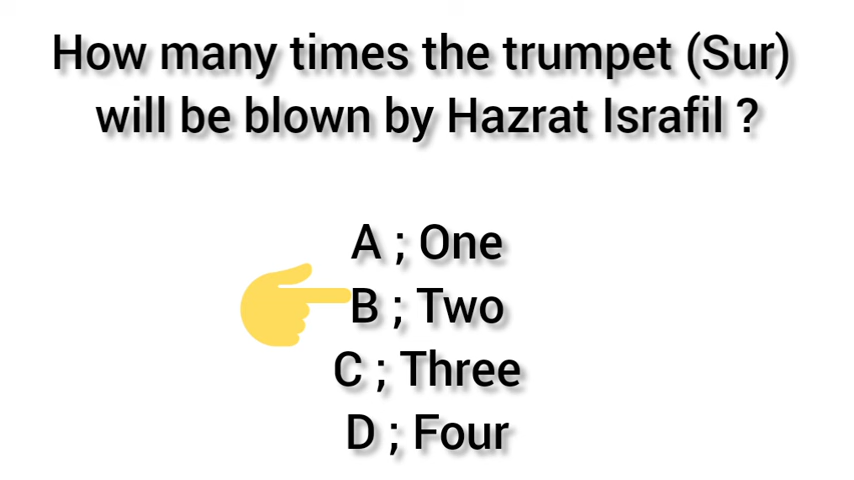 How many times the trumpet (Sur)
will be blown by Hazrat Israfil ?
A ; One
B ; Two
C ; Three
D ; Four